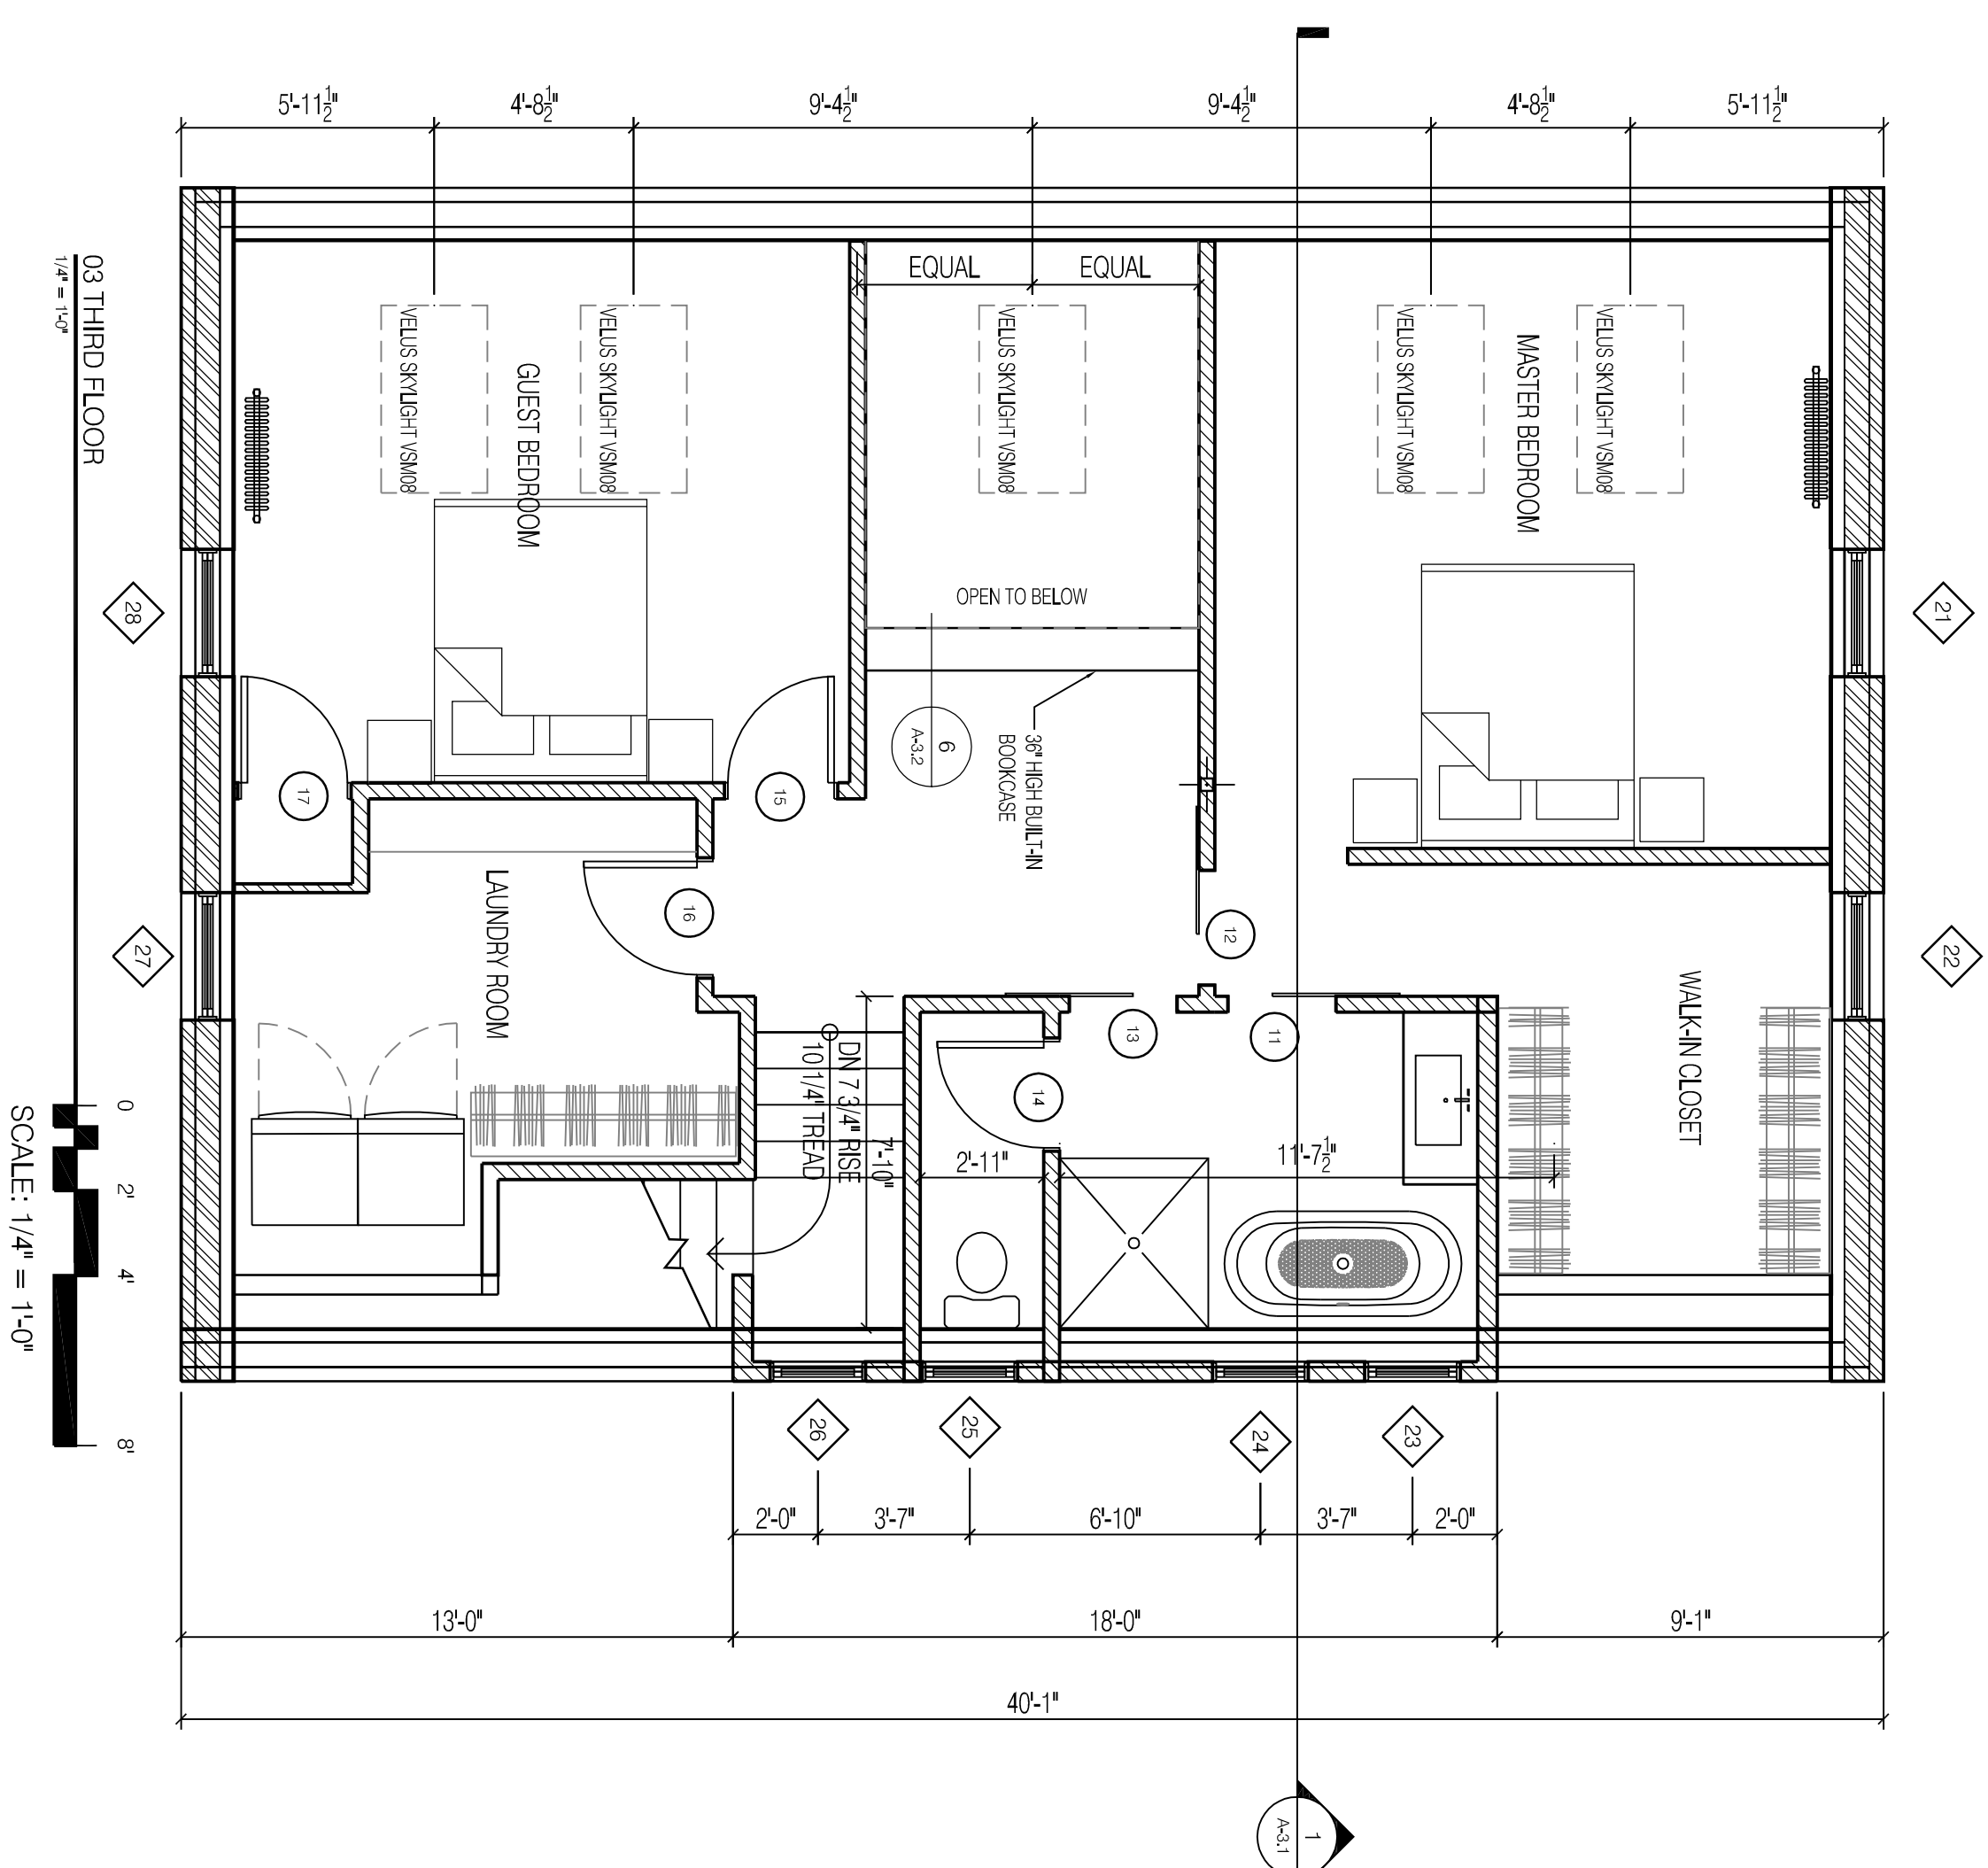 5'-11 1/2"
4'-8 1/2"
9'-4 1/2"
9'-4 1/2"
4'-8 1/2"
5'-11 1/2"
EQUAL
EQUAL
VELUS SKYLIGHT VSM08
VELUS SKYLIGHT VSM08
VELUS SKYLIGHT VSM08
VELUS SKYLIGHT VSM08
VELUS SKYLIGHT VSM08
GUEST BEDROOM
MASTER BEDROOM
OPEN TO BELOW
28
21
6
A-3.2
36" HIGH BUILT-IN
BOOKCASE
17
15
16
12
27
22
LAUNDRY ROOM
WALK-IN CLOSET
13
11
14
DN 7 3/4" RISE
10 1/4" TREAD
7'-10"
2'-11"
11'-7 1/2"
26
25
24
23
2'-0"
3'-7"
6'-10"
3'-7"
2'-0"
13'-0"
18'-0"
9'-1"
40'-1"
1
A-3.1
03 THIRD FLOOR
1/4" = 1'-0"
0
2'
4'
8'
SCALE: 1/4" = 1'-0"